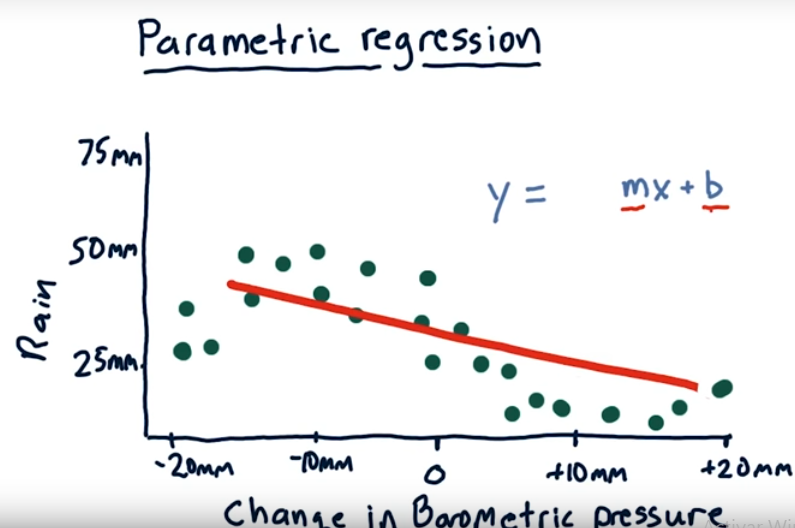 Parametric regression
75mm
y = mx + b
50mm
Rain
25mm
-20mm -10mm 0 +10mm +20mm
Change in Barometric pressure